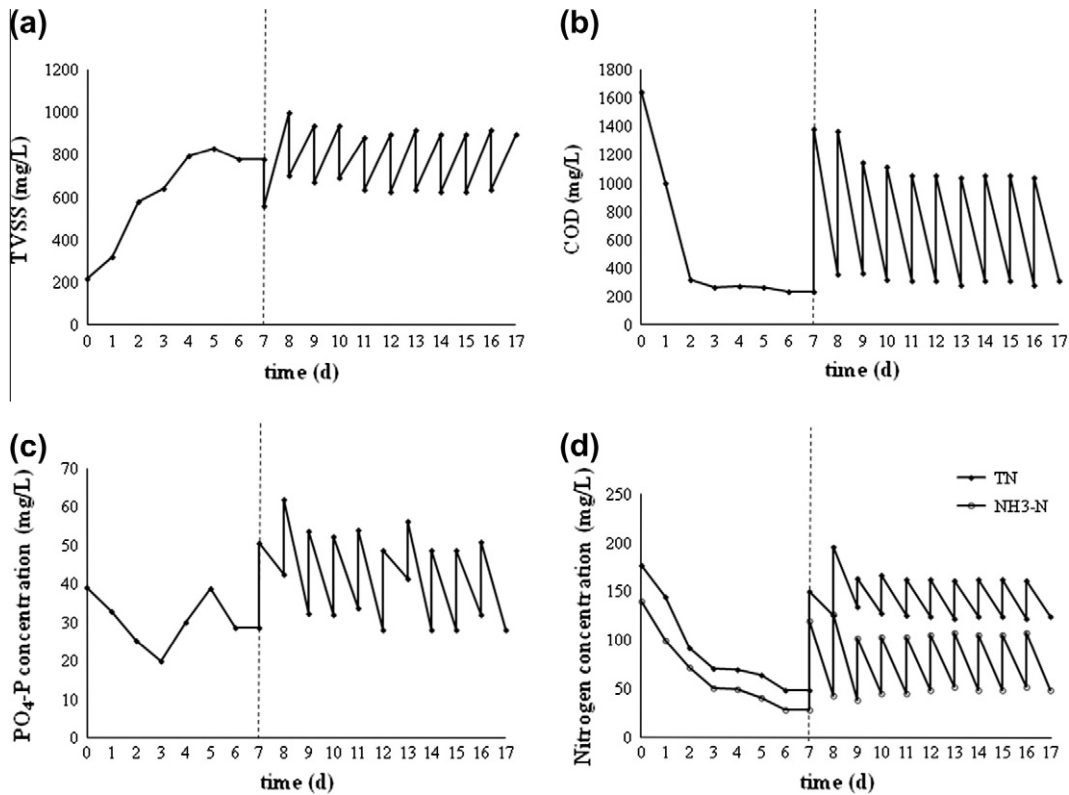 (a)
TVSS (mg/L)
1200
1000
800
600
400
200
0
0 1 2 3 4 5 6 7 8 9 10 11 12 13 14 15 16 17
time (d)
(b)
COD (mg/L)
1800
1600
1400
1200
1000
800
600
400
200
0
0 1 2 3 4 5 6 7 8 9 10 11 12 13 14 15 16 17
time (d)
(c)
PO4-P concentration (mg/L)
70
60
50
40
30
20
10
0
0 1 2 3 4 5 6 7 8 9 10 11 12 13 14 15 16 17
time (d)
(d)
Nitrogen concentration (mg/L)
TN
NH3-N
250
200
150
100
50
0
0 1 2 3 4 5 6 7 8 9 10 11 12 13 14 15 16 17
time (d)